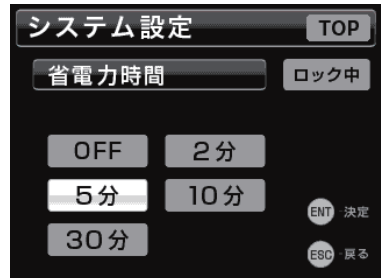 システム設定 TOP
省電力時間 ロック中
OFF 2分
5分 10分
30分
ENT 決定
ESC 戻る